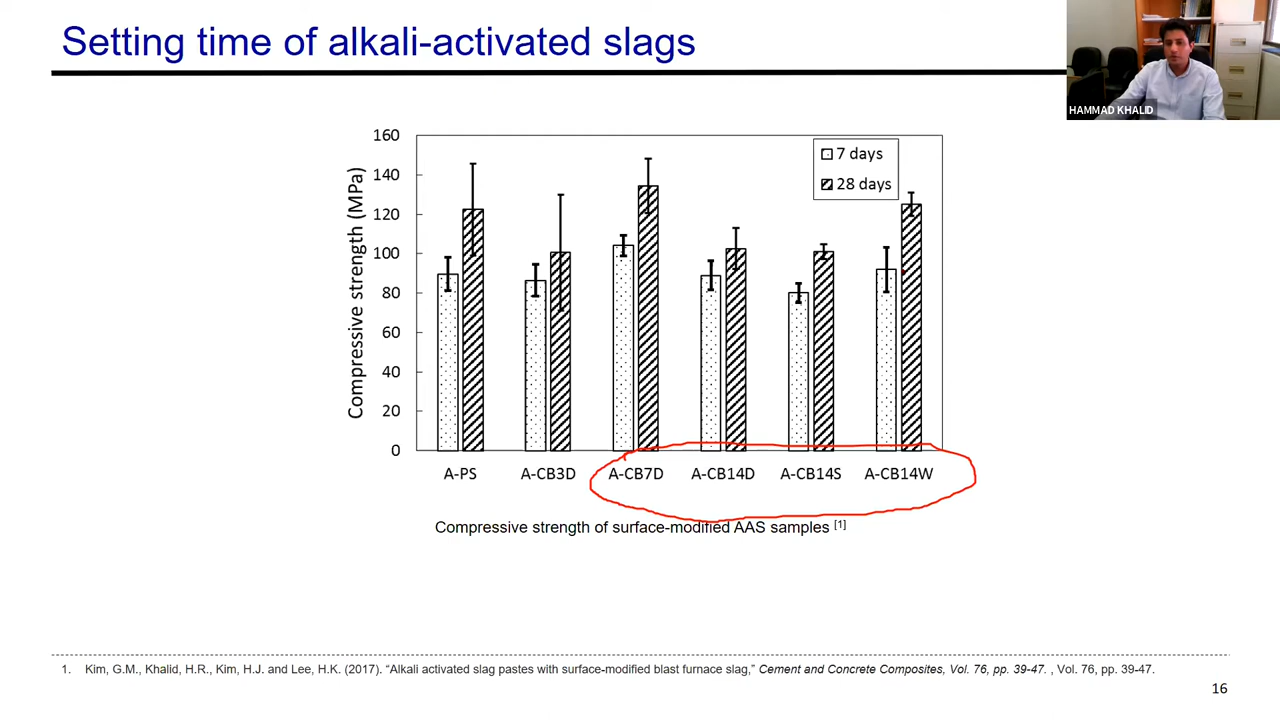 Setting time of alkali-activated slags
HAMMAD KHALID
160
140
120
100
80
60
40
20
0
Compressive strength (MPa)
7 days
28 days
A-PS A-CB3D A-CB7D A-CB14D A-CB14S A-CB14W
Compressive strength of surface-modified AAS samples [1]
1. Kim, G.M., Khalid, H.R., Kim, H.J. and Lee, H.K. (2017). “Alkali activated slag pastes with surface-modified blast furnace slag,” Cement and Concrete Composites, Vol. 76, pp. 39-47. , Vol. 76, pp. 39-47.
16